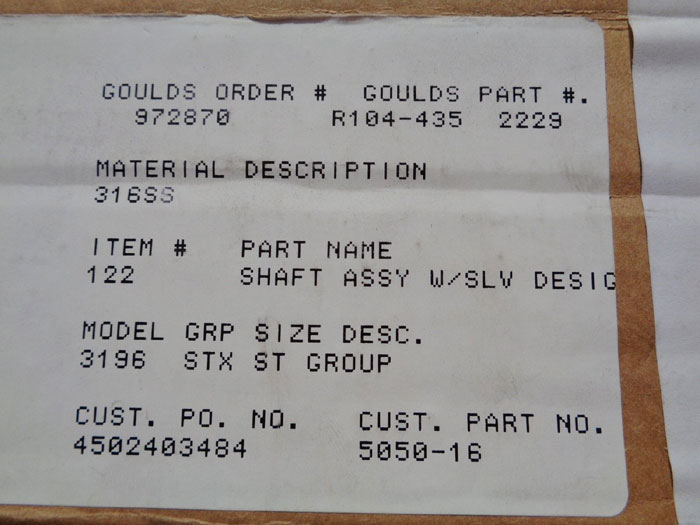 GOULDS ORDER # GOULDS PART #.
972870 R104-435 2229
MATERIAL DESCRIPTION
316SS
ITEM # PART NAME
122 SHAFT ASSY W/SLV DESIG
MODEL GRP SIZE DESC.
3196 STX ST GROUP
CUST. PO. NO. CUST. PART NO.
4502403484 5050-16